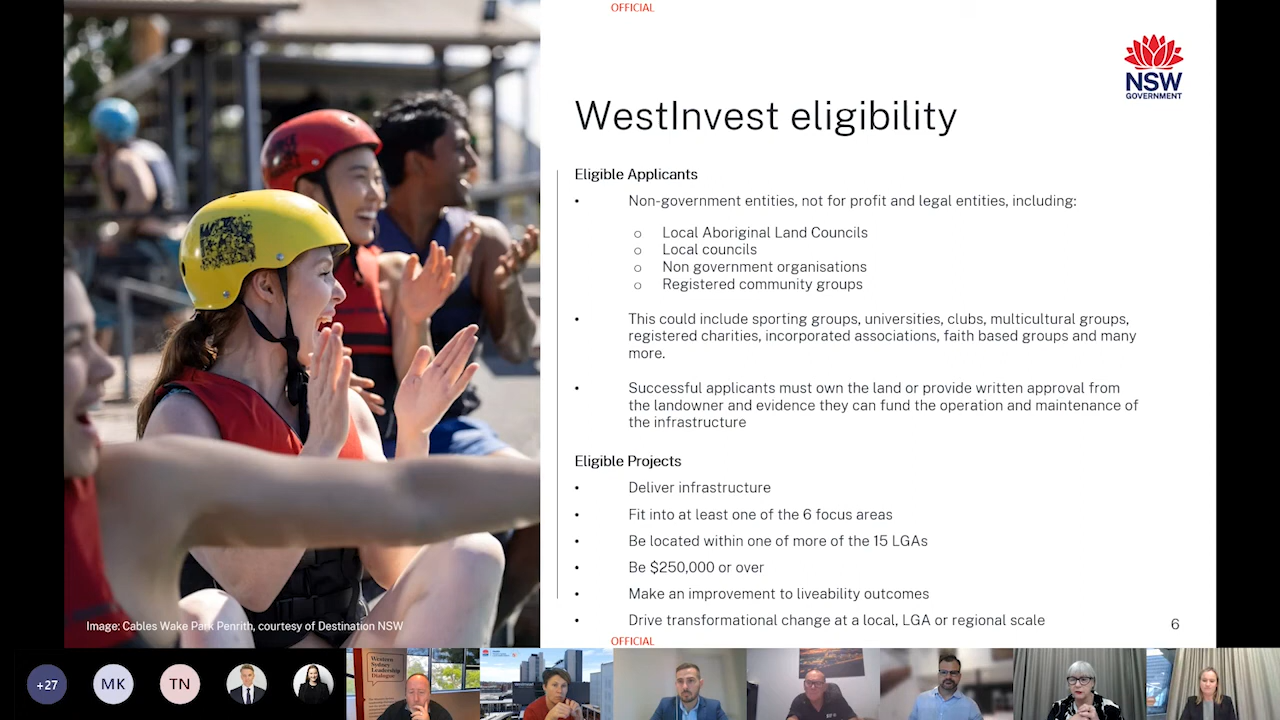 OFFICIAL
NSW
GOVERNMENT
WestInvest eligibility
Eligible Applicants
• Non-government entities, not for profit and legal entities, including:
o Local Aboriginal Land Councils
o Local councils
o Non government organisations
o Registered community groups
• This could include sporting groups, universities, clubs, multicultural groups,
registered charities, incorporated associations, faith based groups and many
more.
• Successful applicants must own the land or provide written approval from
the landowner and evidence they can fund the operation and maintenance of
the infrastructure
Eligible Projects
• Deliver infrastructure
• Fit into at least one of the 6 focus areas
• Be located within one of more of the 15 LGAs
• Be $250,000 or over
• Make an improvement to liveability outcomes
• Drive transformational change at a local, LGA or regional scale
Image: Cables Wake Park Penrith, courtesy of Destination NSW
6
OFFICIAL
+27
MK
TN
Western
Sydney
Leadership
Dialogue